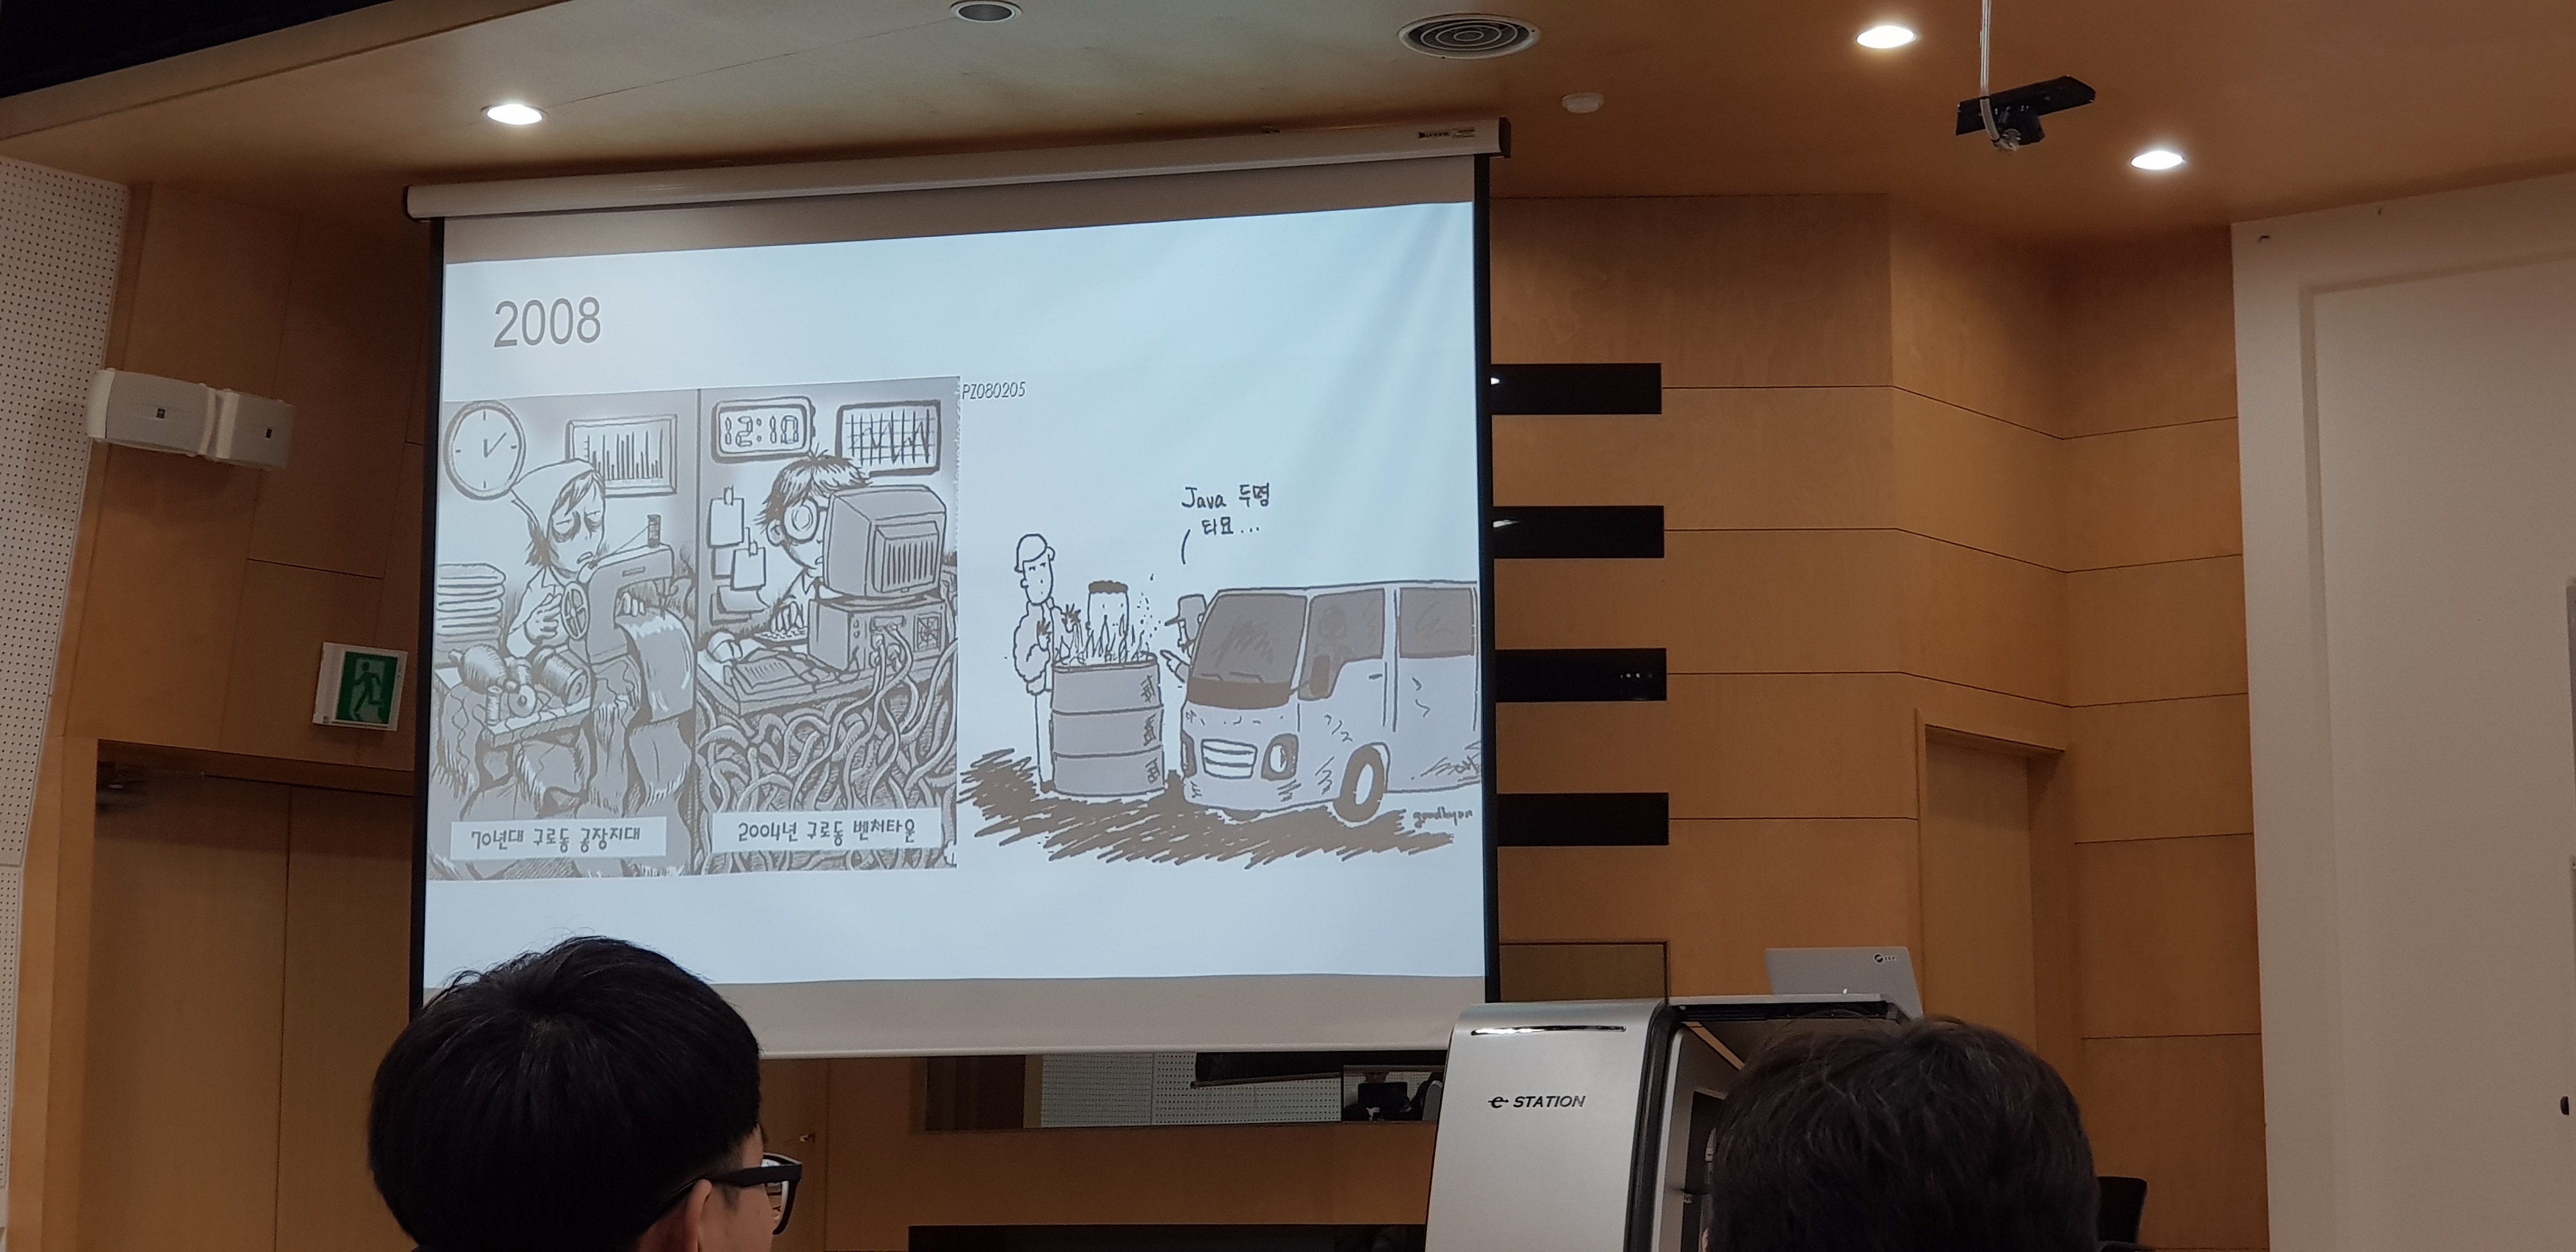 2008
12:10
PZ080205
Java 두명
타요...
70년대 구로동 공장지대
2004년 구로동 벤처타운
goodhyun
e STATION